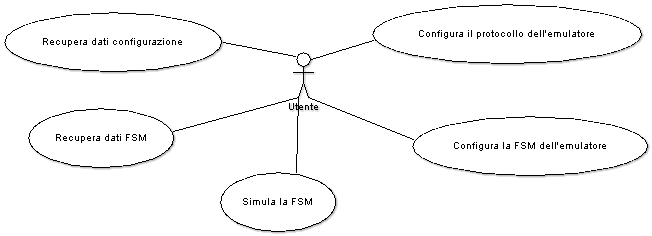 Configura il protocollo dell'emulatore
Recupera dati configurazione
Utente
Recupera dati FSM
Configura la FSM dell'emulatore
Simula la FSM